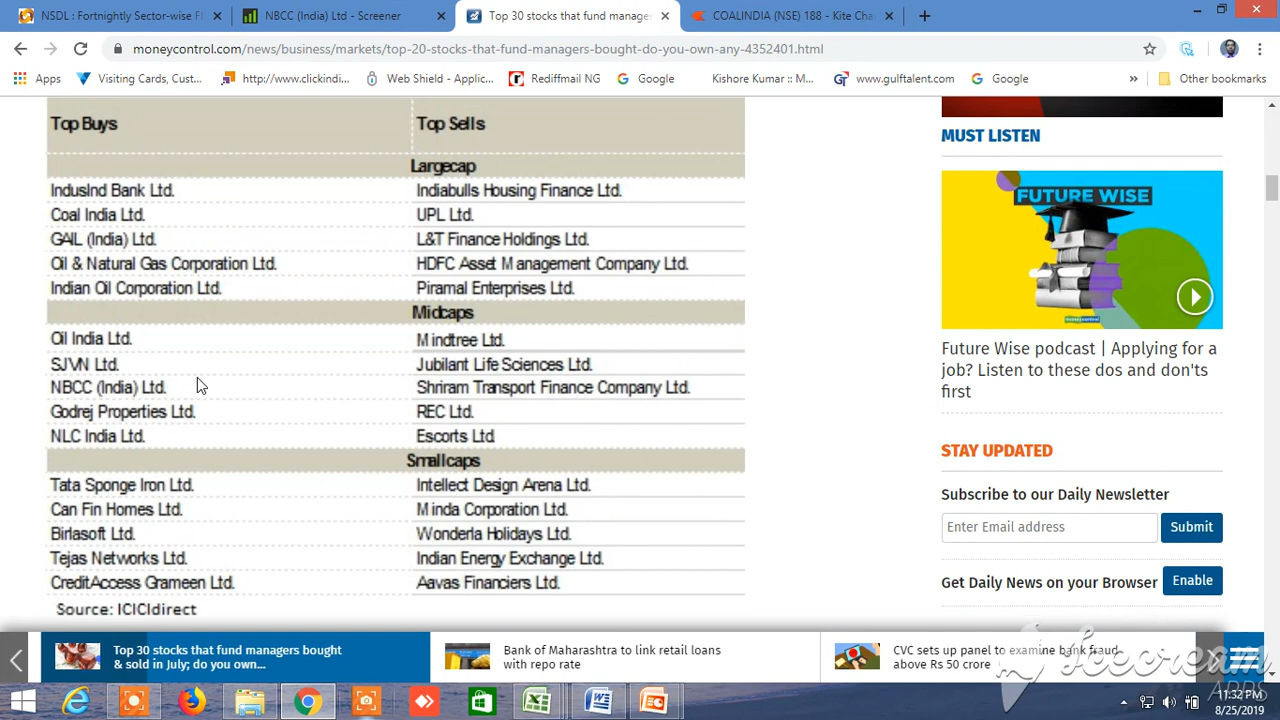 NSDL : Fortnightly Sector-wise FI
NBCC (India) Ltd - Screener
Top 30 stocks that fund manage
COALINDIA (NSE) 188 - Kite Cha
moneycontrol.com/news/business/markets/top-20-stocks-that-fund-managers-bought-do-you-own-any-4352401.html
Apps
Visiting Cards, Cust...
http://www.clickindi...
Web Shield - Applic...
Rediffmail NG
Google
Kishore Kumar :: M...
www.gulftalent.com
Google
»
Other bookmarks
Top Buys Top Sells
Largecap
IndusInd Bank Ltd. Indiabulls Housing Finance Ltd.
Coal India Ltd. UPL Ltd.
GAIL (India) Ltd. L&T Finance Holdings Ltd.
Oil & Natural Gas Corporation Ltd. HDFC Asset Management Company Ltd.
Indian Oil Corporation Ltd. Piramal Enterprises Ltd.
Midcaps
Oil India Ltd. Mindtree Ltd.
SJVN Ltd. Jubilant Life Sciences Ltd.
NBCC (India) Ltd. Shriram Transport Finance Company Ltd.
Godrej Properties Ltd. REC Ltd.
NLC India Ltd. Escorts Ltd
Smallcaps
Tata Sponge Iron Ltd. Intellect Design Arena Ltd.
Can Fin Homes Ltd. Minda Corporation Ltd.
Birlasoft Ltd. Wonderla Holidays Ltd.
Tejas Networks Ltd. Indian Energy Exchange Ltd.
CreditAccess Grameen Ltd. Aavas Financiers Ltd.
Source: ICICIdirect
MUST LISTEN
FUTURE WISE
moneycontrol
Future Wise podcast | Applying for a
job? Listen to these dos and don'ts
first
STAY UPDATED
Subscribe to our Daily Newsletter
Enter Email address
Submit
Get Daily News on your Browser
Enable
Top 30 stocks that fund managers bought
& sold in July; do you own...
Bank of Maharashtra to link retail loans
with repo rate
CVC sets up panel to examine bank fraud
above Rs 50 crore
Icecream
APPS
11:32 PM
8/25/2019